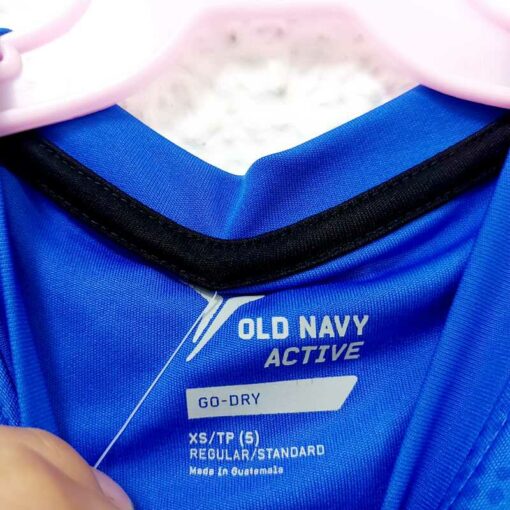 OLD NAVY
ACTIVE
GO-DRY
XS/TP (5)
REGULAR/STANDARD
Made in Guatemala